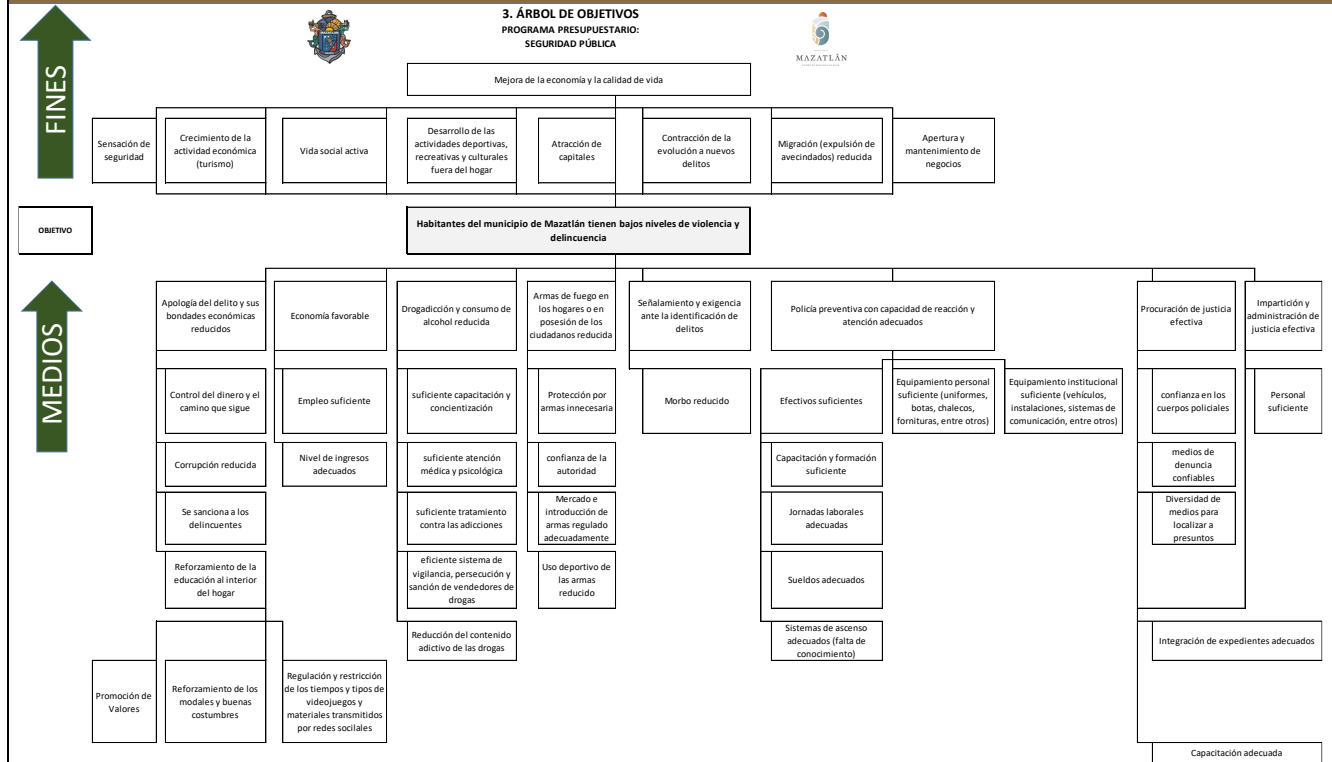 3. ÁRBOL DE OBJETIVOS
PROGRAMA PRESUPUESTARIO:
SEGURIDAD PÚBLICA
MAZATLÁN
MAZATLÁN
FINES
Mejora de la economía y la calidad de vida
Sensación de
seguridad
Crecimiento de la
actividad económica
(turismo)
Vida social activa
Desarrollo de las
actividades deportivas,
recreativas y culturales
fuera del hogar
Atracción de
capitales
Contracción de la
evolución a nuevos
delitos
Migración (expulsión de
avecindados) reducida
Apertura y
mantenimiento de
negocios
OBJETIVO
Habitantes del municipio de Mazatlán tienen bajos niveles de violencia y
delincuencia
MEDIOS
Apología del delito y sus
bondades económicas
reducidos
Economía favorable
Drogadicción y consumo de
alcohol reducida
Armas de fuego en
los hogares o en
posesión de los
ciudadanos reducida
Señalamiento y exigencia
ante la identificación de
delitos
Policía preventiva con capacidad de reacción y
atención adecuados
Procuración de justicia
efectiva
Impartición y
administración de
justicia efectiva
Control del dinero y el
camino que sigue
Empleo suficiente
suficiente capacitación y
concientización
Protección por
armas innecesaria
Morbo reducido
Efectivos suficientes
Equipamiento personal
suficiente (uniformes,
botas, chalecos,
fornituras, entre otros)
Equipamiento institucional
suficiente (vehículos,
instalaciones, sistemas de
comunicación, entre otros)
confianza en los
cuerpos policiales
Personal
suficiente
Corrupción reducida
Nivel de ingresos
adecuados
suficiente atención
médica y psicológica
confianza de la
autoridad
Capacitación y formación
suficiente
medios de
denuncia
confiables
Se sanciona a los
delincuentes
suficiente tratamiento
contra las adicciones
Mercado e
introducción de
armas regulado
adecuadamente
Jornadas laborales
adecuadas
Diversidad de
medios para
localizar a
presuntos
Reforzamiento de la
educación al interior
del hogar
eficiente sistema de
vigilancia, persecución y
sanción de vendedores de
drogas
Uso deportivo de
las armas
reducido
Sueldos adecuados
Reducción del contenido
adictivo de las drogas
Sistemas de ascenso
adecuados (falta de
conocimiento)
Integración de expedientes adecuados
Promoción de
Valores
Reforzamiento de los
modales y buenas
costumbres
Regulación y restricción
de los tiempos y tipos de
videojuegos y
materiales transmitidos
por redes socilales
Capacitación adecuada